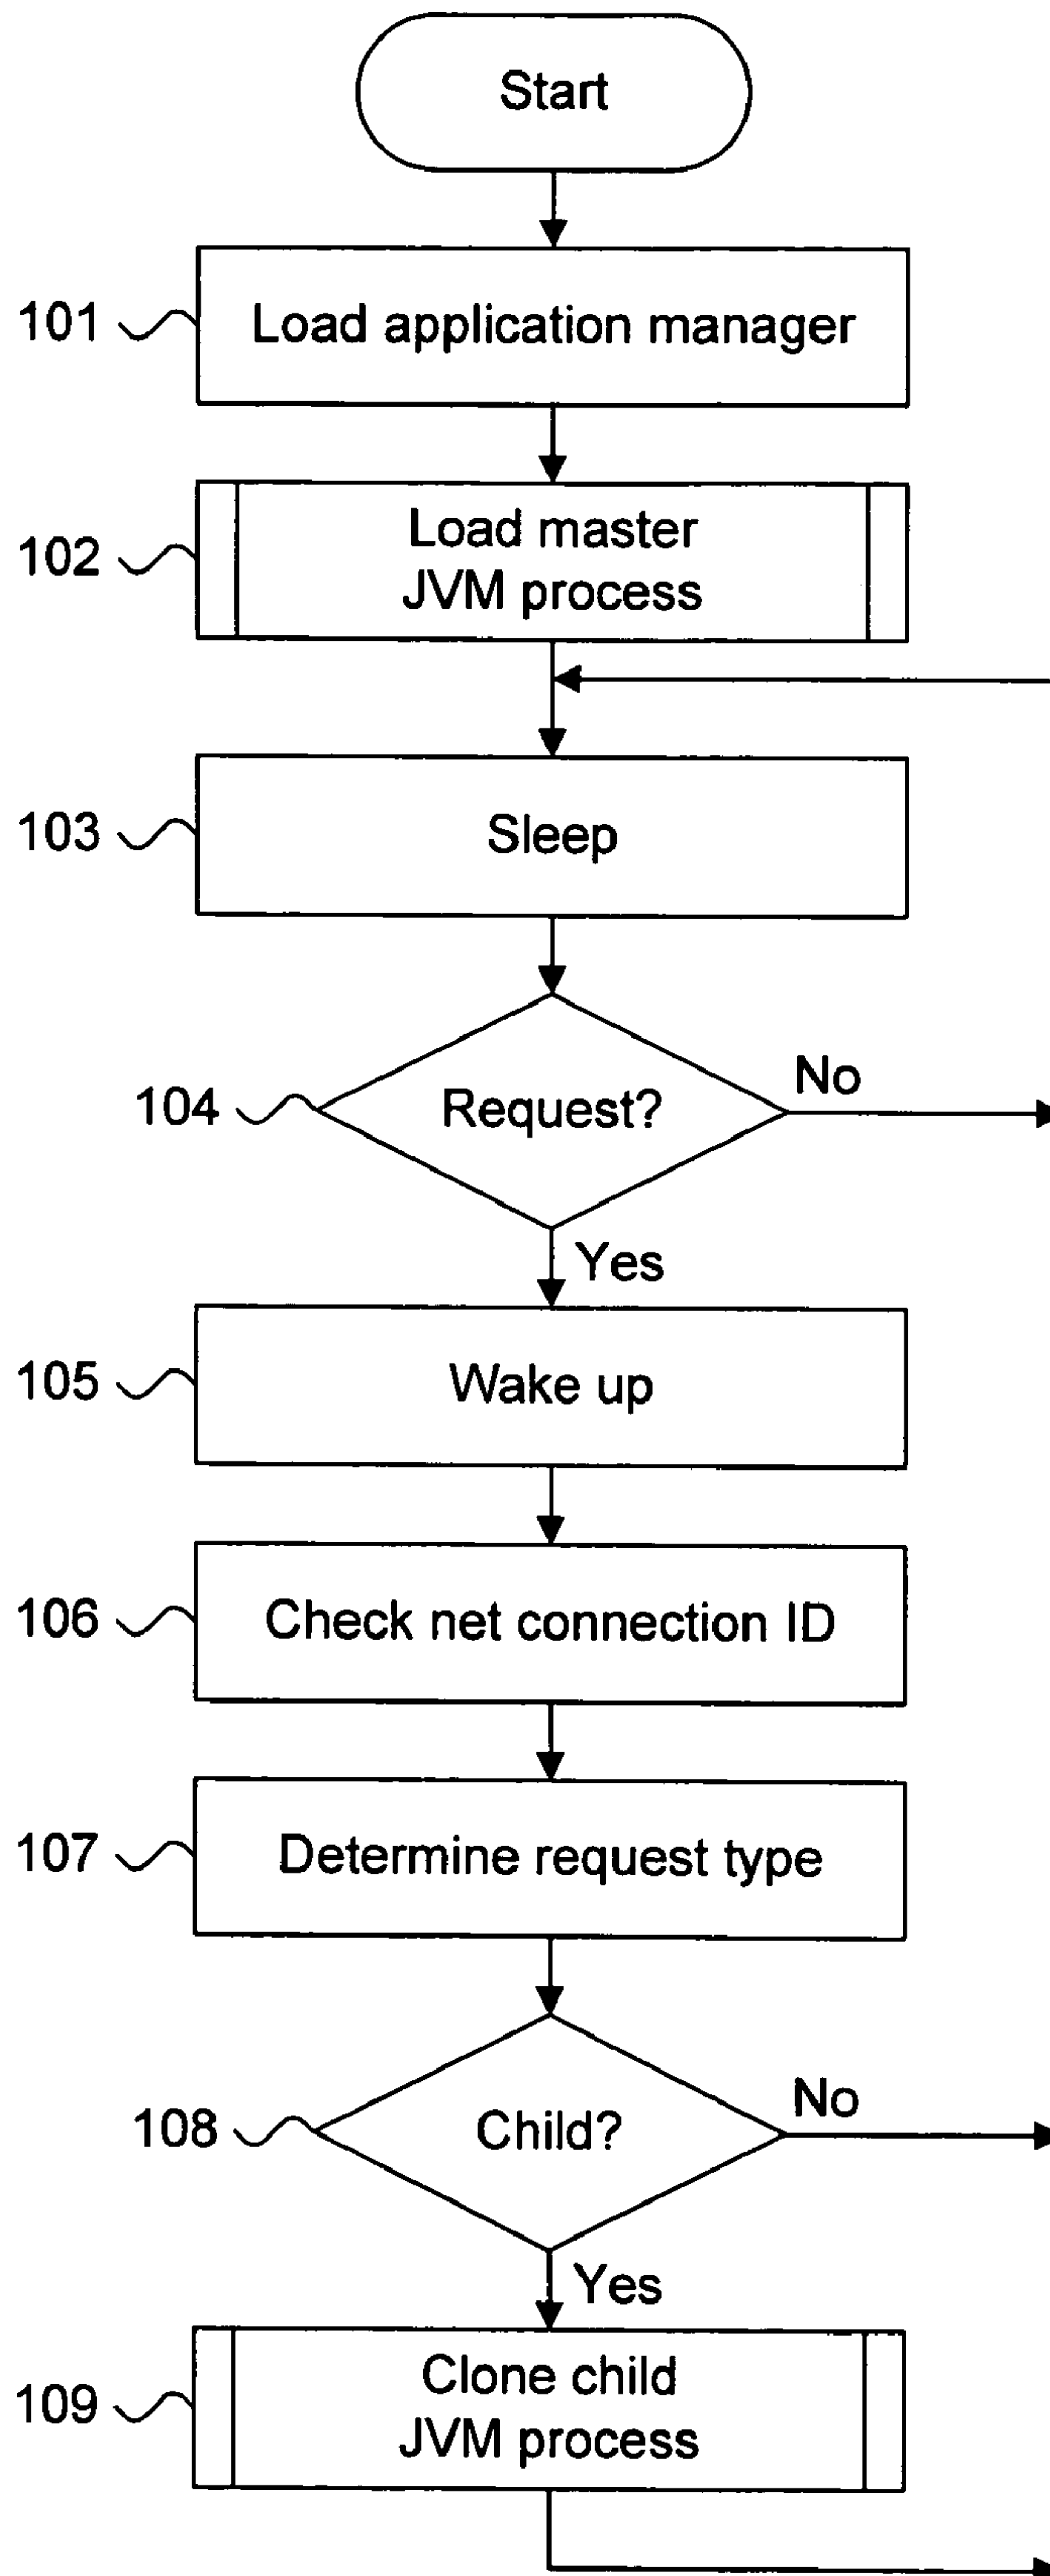 Start
101
Load application manager
102
Load master
JVM process
103
Sleep
104
Request?
No
Yes
105
Wake up
106
Check net connection ID
107
Determine request type
108
Child?
No
Yes
109
Clone child
JVM process